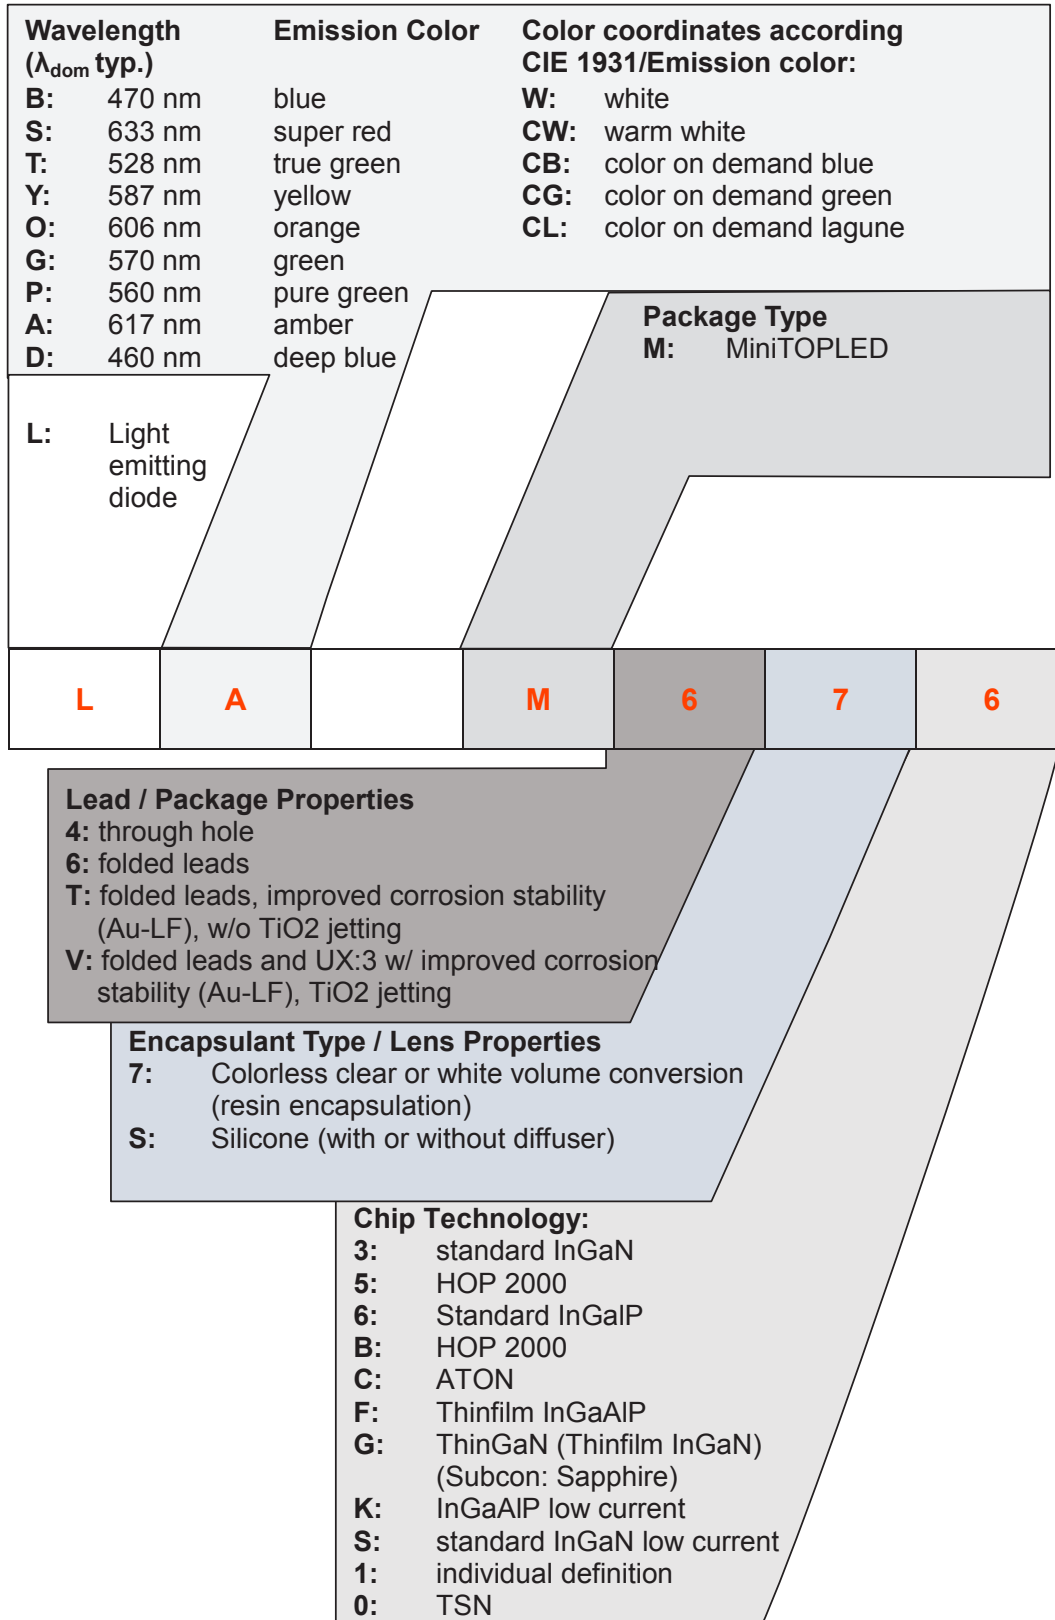 Wavelength Emission Color Color coordinates according
(λdom typ.) CIE 1931/Emission color:
B: 470 nm blue W: white
S: 633 nm super red CW: warm white
T: 528 nm true green CB: color on demand blue
Y: 587 nm yellow CG: color on demand green
O: 606 nm orange CL: color on demand lagune
G: 570 nm green
P: 560 nm pure green
A: 617 nm amber
D: 460 nm deep blue
Package Type
M: MiniTOPLED
L: Light
emitting
diode
L A M 6 7 6
Lead / Package Properties
4: through hole
6: folded leads
T: folded leads, improved corrosion stability
(Au-LF), w/o TiO2 jetting
V: folded leads and UX:3 w/ improved corrosion
stability (Au-LF), TiO2 jetting
Encapsulant Type / Lens Properties
7: Colorless clear or white volume conversion
(resin encapsulation)
S: Silicone (with or without diffuser)
Chip Technology:
3: standard InGaN
5: HOP 2000
6: Standard InGalP
B: HOP 2000
C: ATON
F: Thinfilm InGaAlP
G: ThinGaN (Thinfilm InGaN)
(Subcon: Sapphire)
K: InGaAlP low current
S: standard InGaN low current
1: individual definition
0: TSN